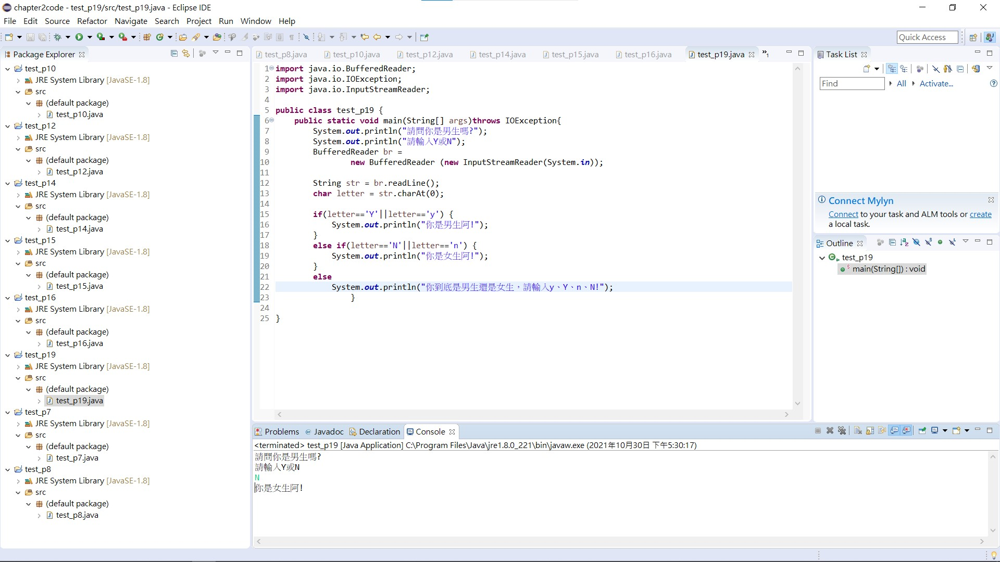 chapter2code - test_p19/src/test_p19.java - Eclipse IDE
File Edit Source Refactor Navigate Search Project Run Window Help
Quick Access
Package Explorer
test_p10
JRE System Library [JavaSE-1.8]
src
(default package)
test_p10.java
test_p12
JRE System Library [JavaSE-1.8]
src
(default package)
test_p12.java
test_p14
JRE System Library [JavaSE-1.8]
src
(default package)
test_p14.java
test_p15
JRE System Library [JavaSE-1.8]
src
(default package)
test_p15.java
test_p16
JRE System Library [JavaSE-1.8]
src
(default package)
test_p16.java
test_p19
JRE System Library [JavaSE-1.8]
src
(default package)
test_p19.java
test_p7
JRE System Library [JavaSE-1.8]
src
(default package)
test_p7.java
test_p8
JRE System Library [JavaSE-1.8]
src
(default package)
test_p8.java
test_p8.java test_p10.java test_p12.java test_p14.java test_p15.java test_p16.java test_p19.java »1
1 import java.io.BufferedReader;
2 import java.io.IOException;
3 import java.io.InputStreamReader;
4
5 public class test_p19 {
6 public static void main(String[] args)throws IOException{
7 System.out.println("請問你是男生嗎?");
8 System.out.println("請輸入Y或N");
9 BufferedReader br =
10 new BufferedReader (new InputStreamReader(System.in));
11
12 String str = br.readLine();
13 char letter = str.charAt(0);
14
15 if(letter=='Y'||letter=='y') {
16 System.out.println("你是男生阿!");
17 }
18 else if(letter=='N'||letter=='n') {
19 System.out.println("你是女生阿!");
20 }
21 else
22 System.out.println("你到底是男生還是女生，請輸入y、Y、n、N!");
23 }
24
25 }
Task List
Find All Activate...
Connect Mylyn
Connect to your task and ALM tools or create
a local task.
Outline
test_p19
main(String[]) : void
Problems @ Javadoc Declaration Console
<terminated> test_p19 [Java Application] C:\Program Files\Java\jre1.8.0_221\bin\javaw.exe (2021年10月30日 下午5:30:17)
請問你是男生嗎?
請輸入Y或N
N
你是女生阿!